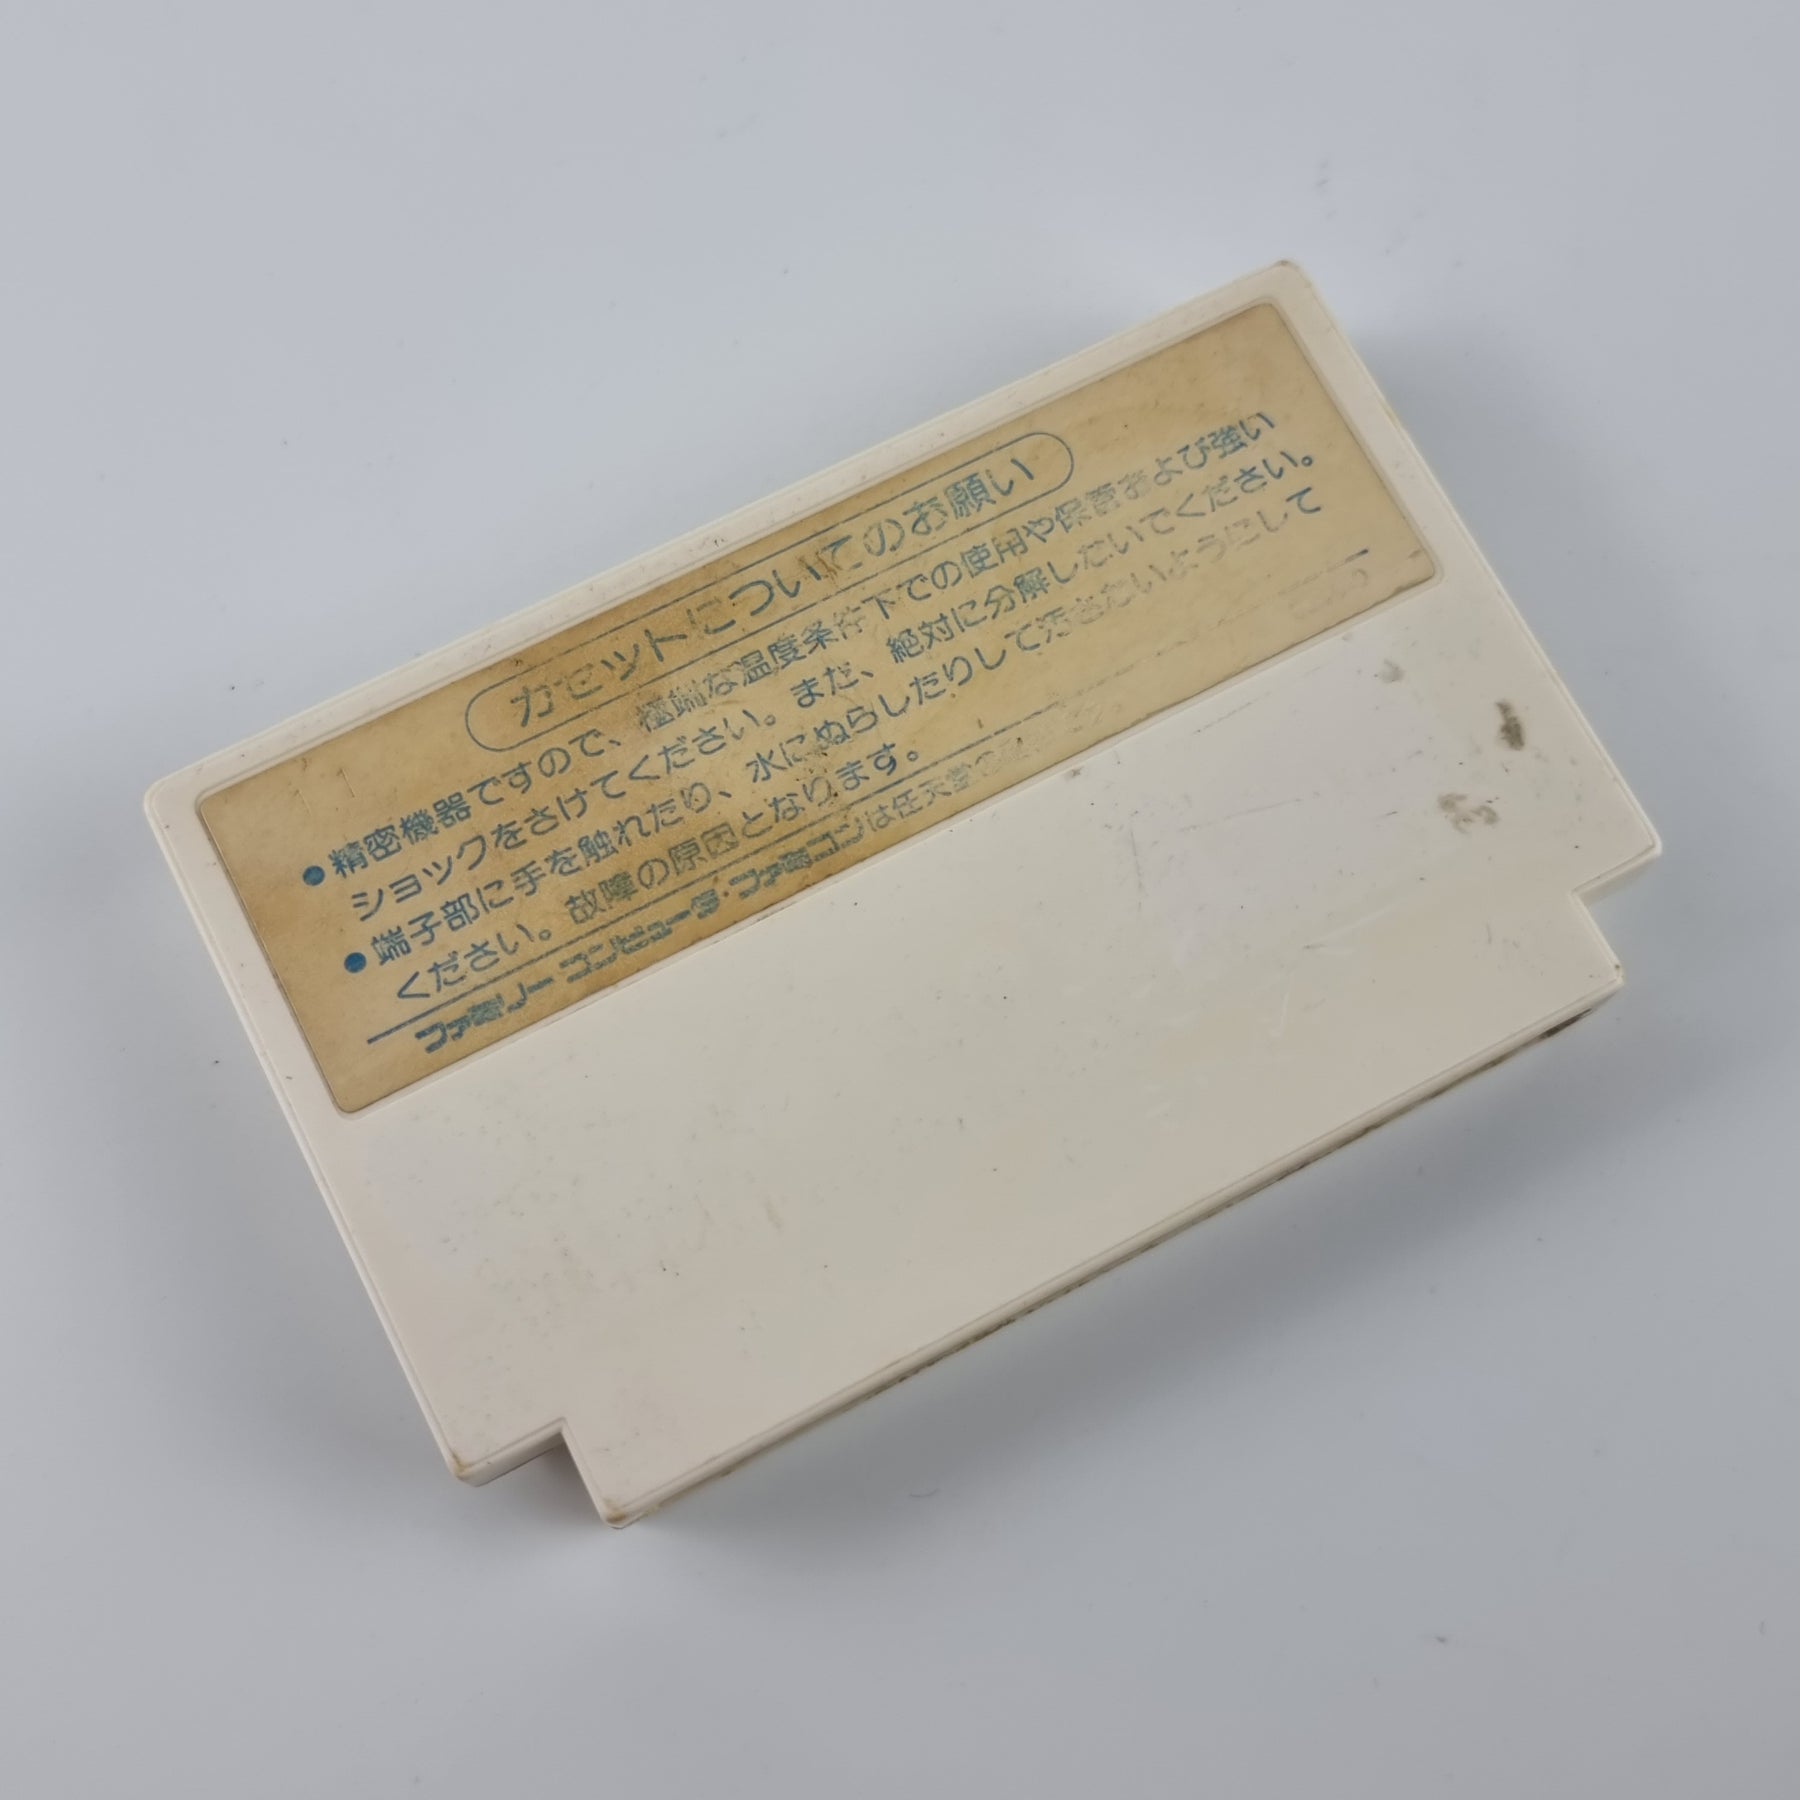 カセットについてのお願い
●精密機器ですので、極端な温度条件下での使用や保管および強い
ショックをさけてください。また、絶対に分解しないでください。
●端子部に手を触れたり、水にぬらしたりして汚さないようにして
ください。故障の原因となります。
ファミリーコンピュータ・ファミコンは任天堂の